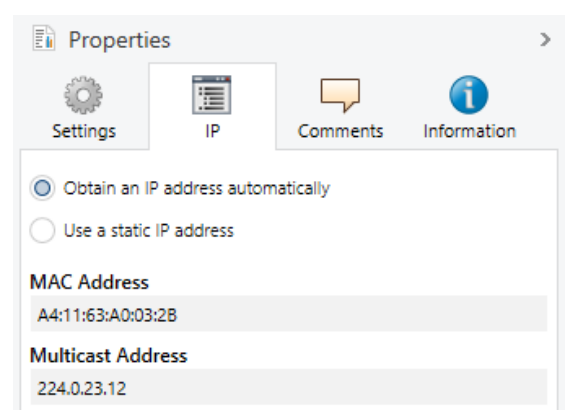 Properties
Settings IP Comments Information
Obtain an IP address automatically
Use a static IP address
MAC Address
A4:11:63:A0:03:2B
Multicast Address
224.0.23.12